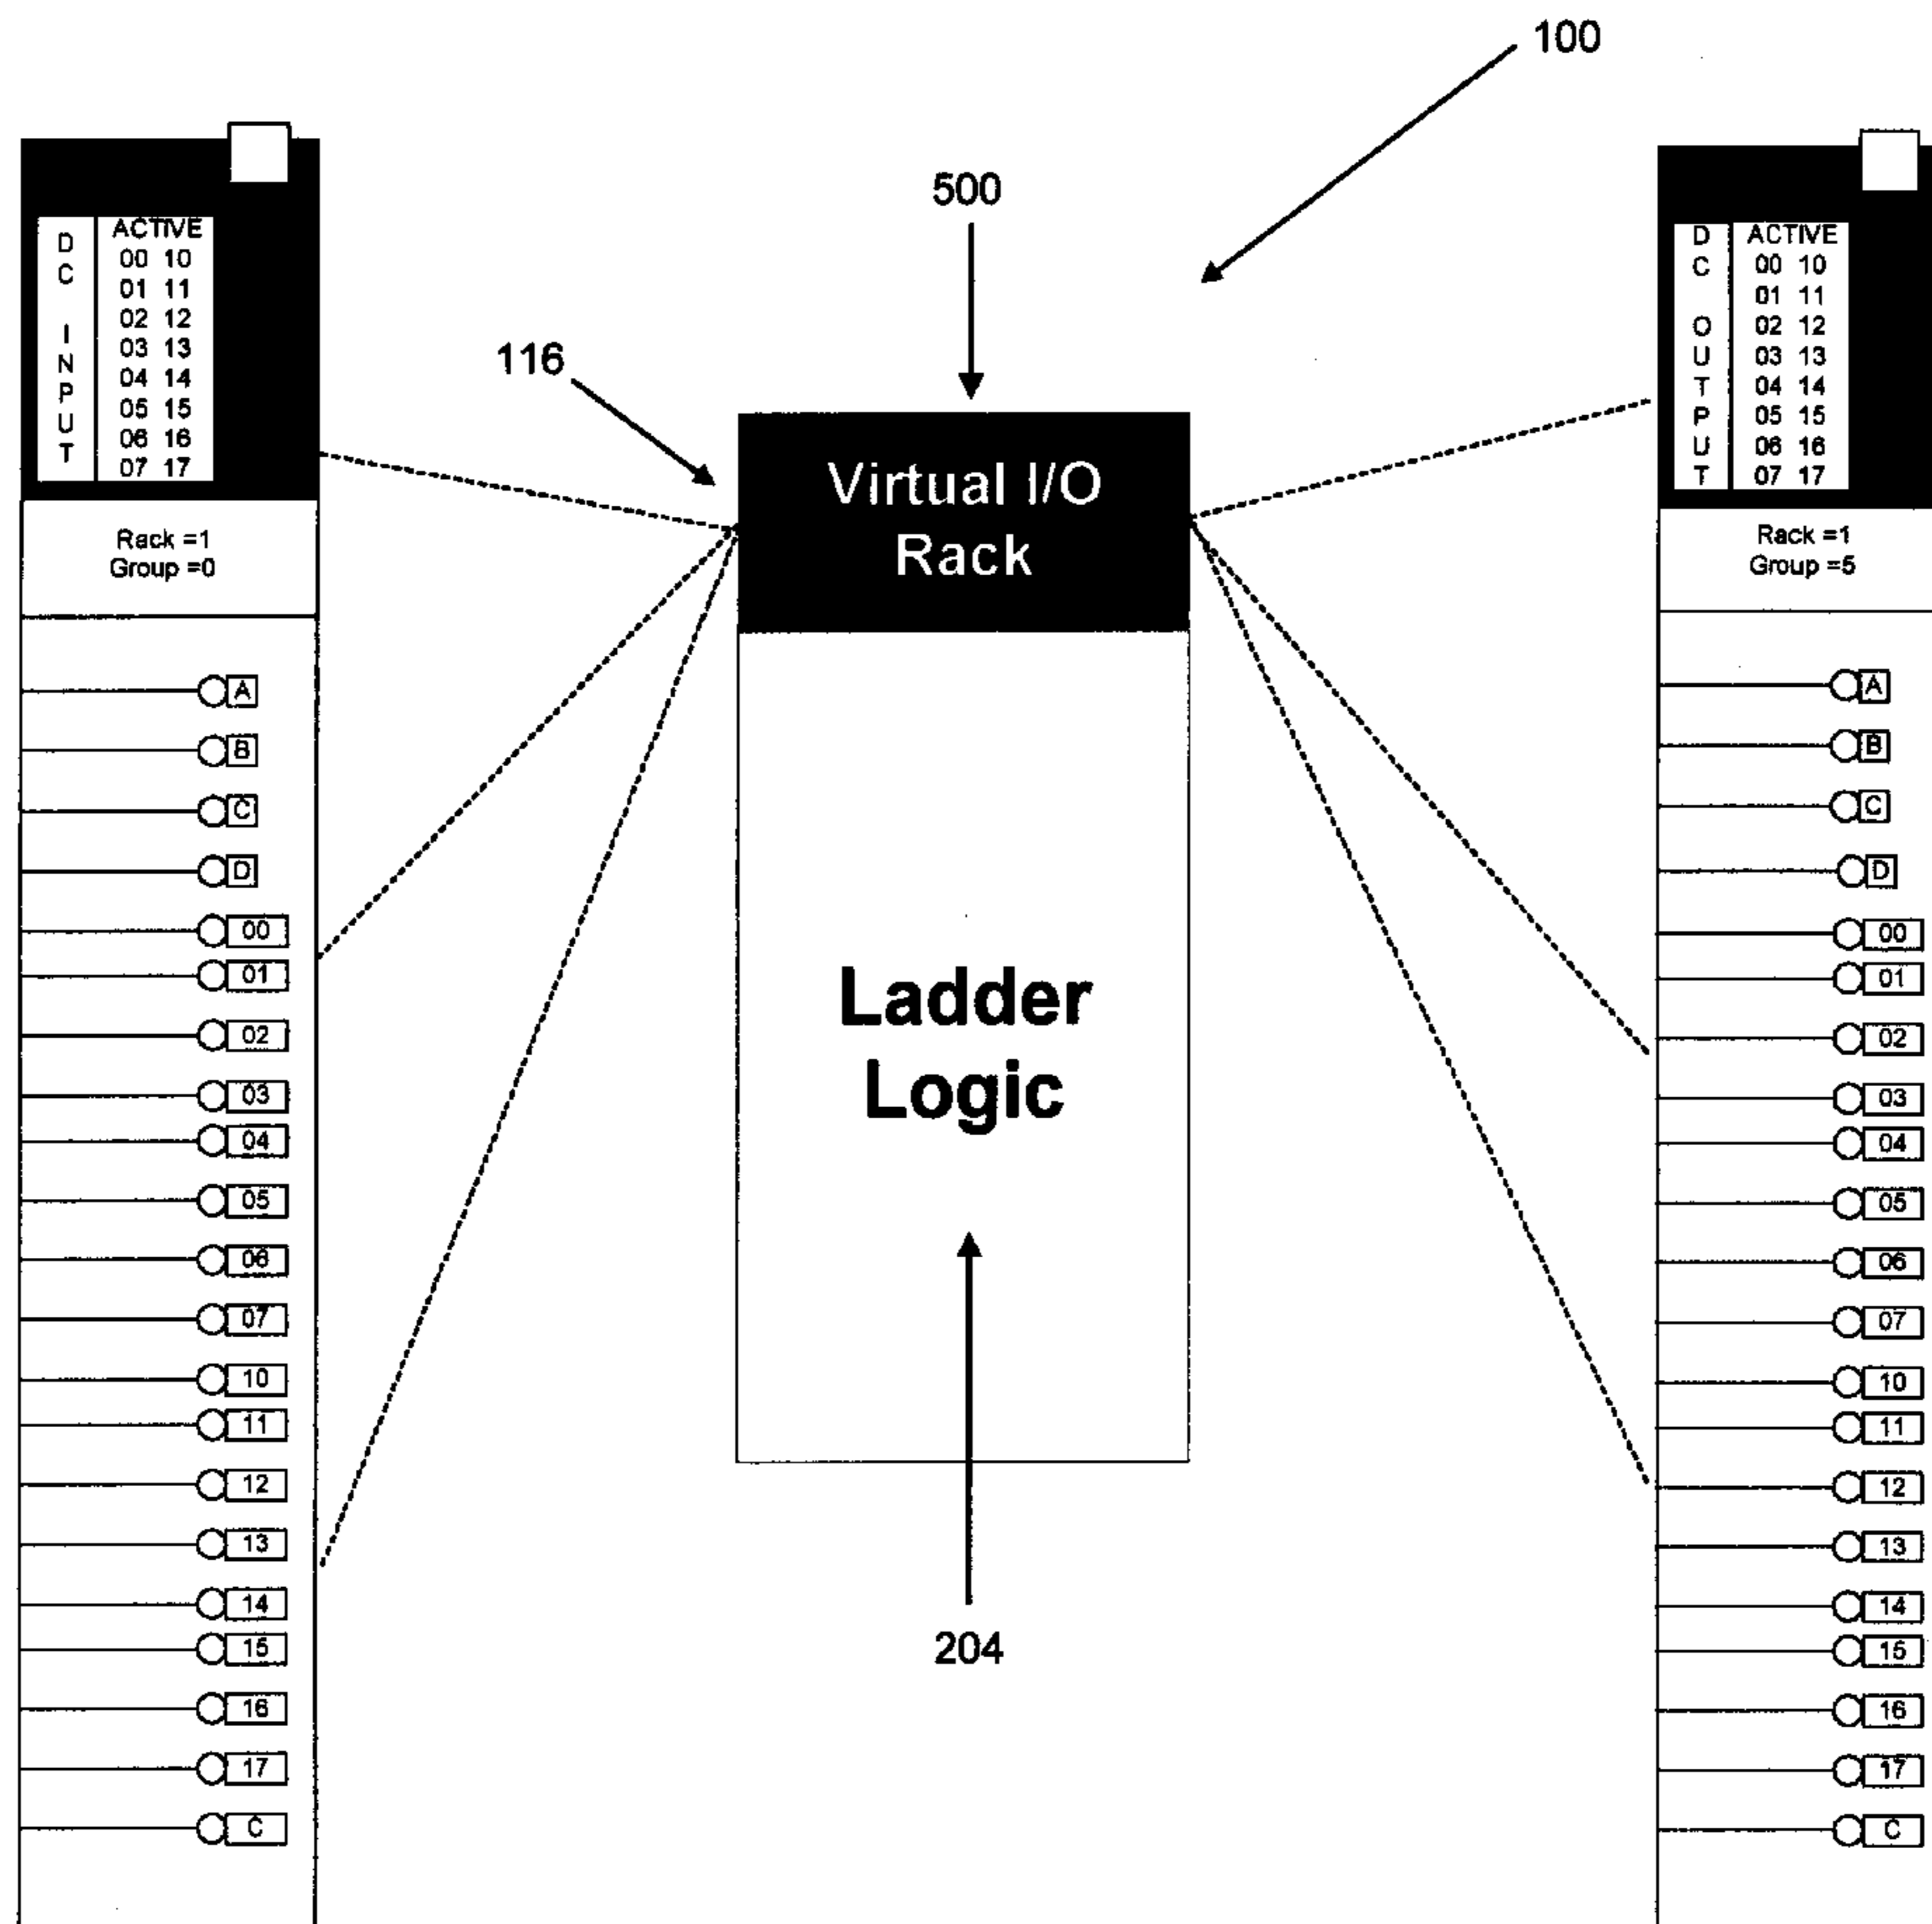 100
500
116
D
C
I
N
P
U
T
ACTIVE
00 10
01 11
02 12
03 13
04 14
05 15
06 16
07 17
Rack =1
Group =0
A
B
C
D
00
01
02
03
04
05
06
07
10
11
12
13
14
15
16
17
C
Virtual I/O
Rack
Ladder
Logic
204
D
C
O
U
T
P
U
T
ACTIVE
00 10
01 11
02 12
03 13
04 14
05 15
06 16
07 17
Rack =1
Group =5
A
B
C
D
00
01
02
03
04
05
06
07
10
11
12
13
14
15
16
17
C